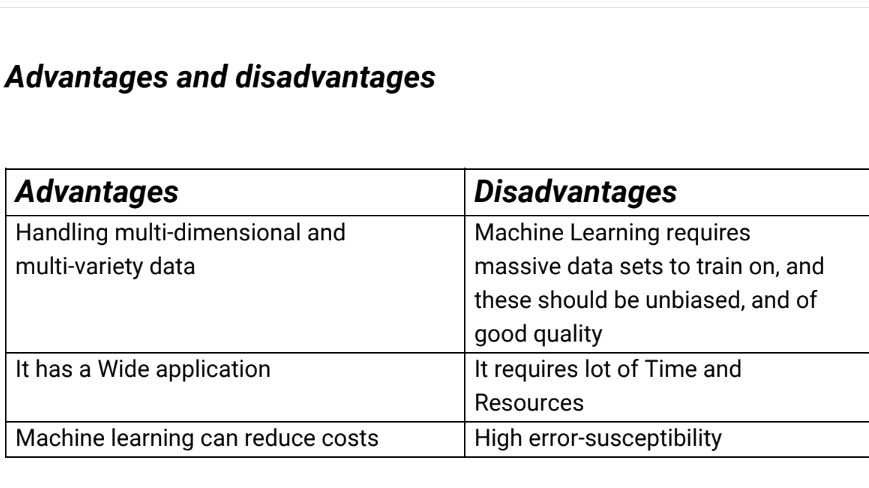 Advantages and disadvantages
Advantages
Disadvantages
Handling multi-dimensional and
multi-variety data
Machine Learning requires
massive data sets to train on, and
these should be unbiased, and of
good quality
It has a Wide application
It requires lot of Time and
Resources
Machine learning can reduce costs
High error-susceptibility